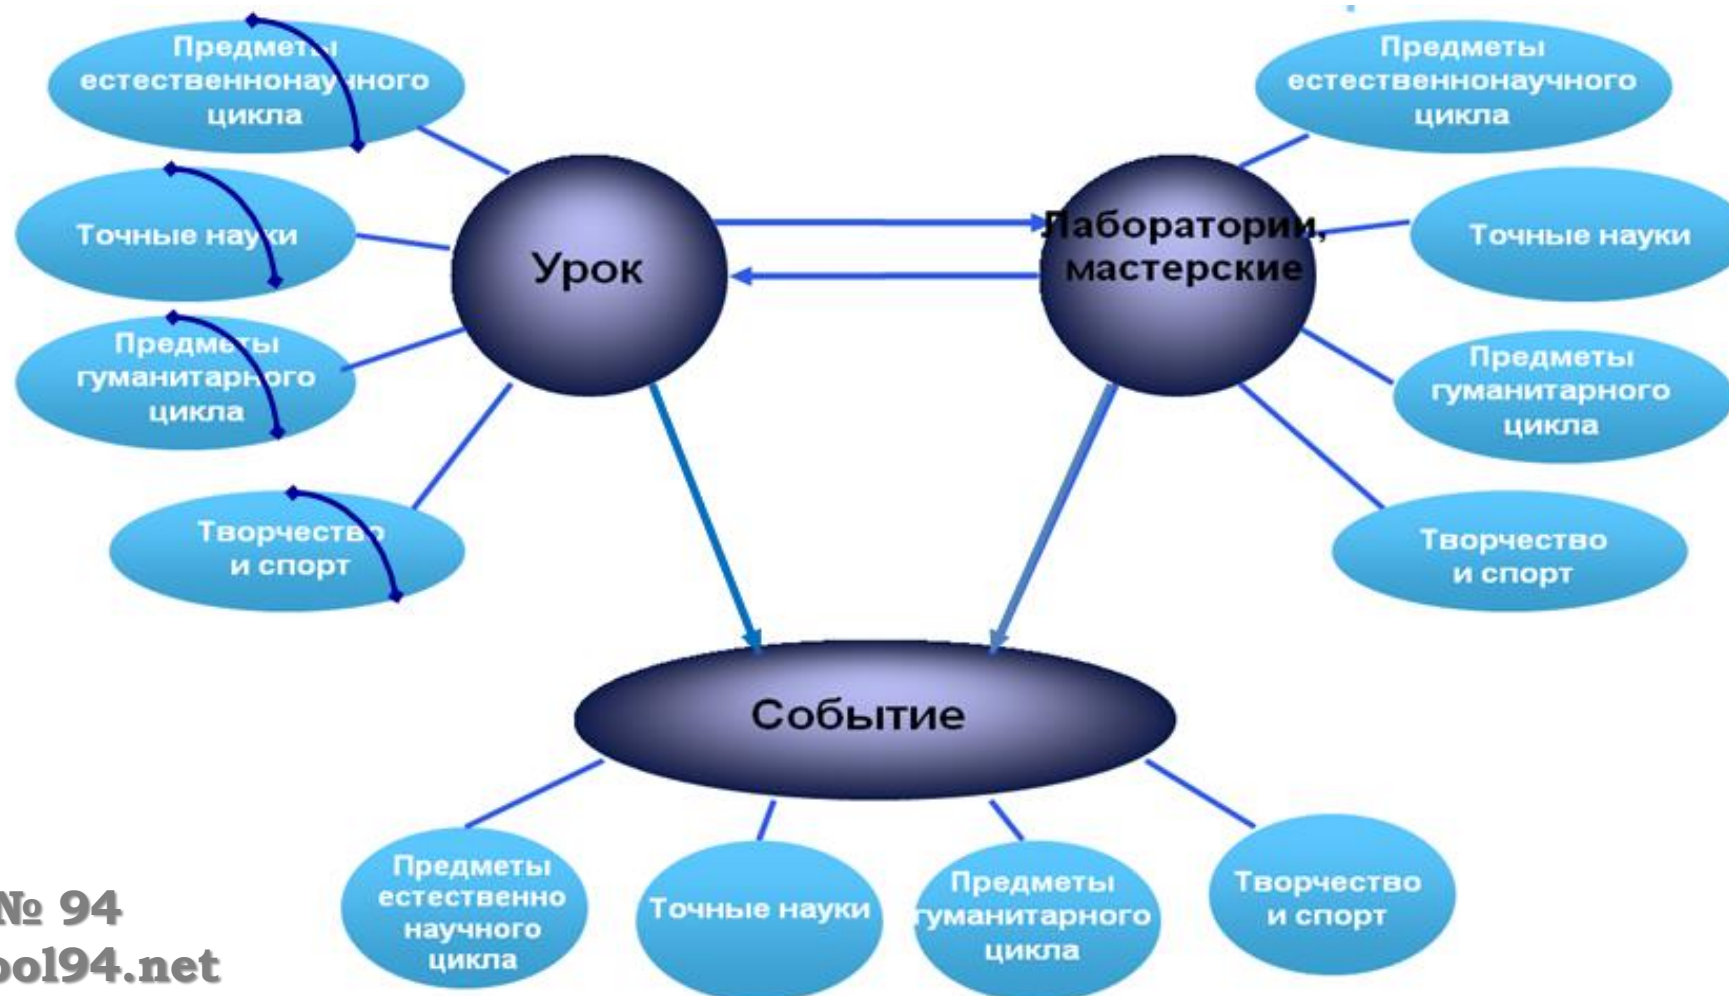 Предметы
естественнонаучного
цикла
Точные науки
Предметы
гуманитарного
цикла
Творчество
и спорт
Урок
Лаборатории,
мастерские
Предметы
естественнонаучного
цикла
Точные науки
Предметы
гуманитарного
цикла
Творчество
и спорт
Событие
Предметы
естественно
научного
цикла
Точные науки
Предметы
гуманитарного
цикла
Творчество
и спорт
№ 94
ool94.net